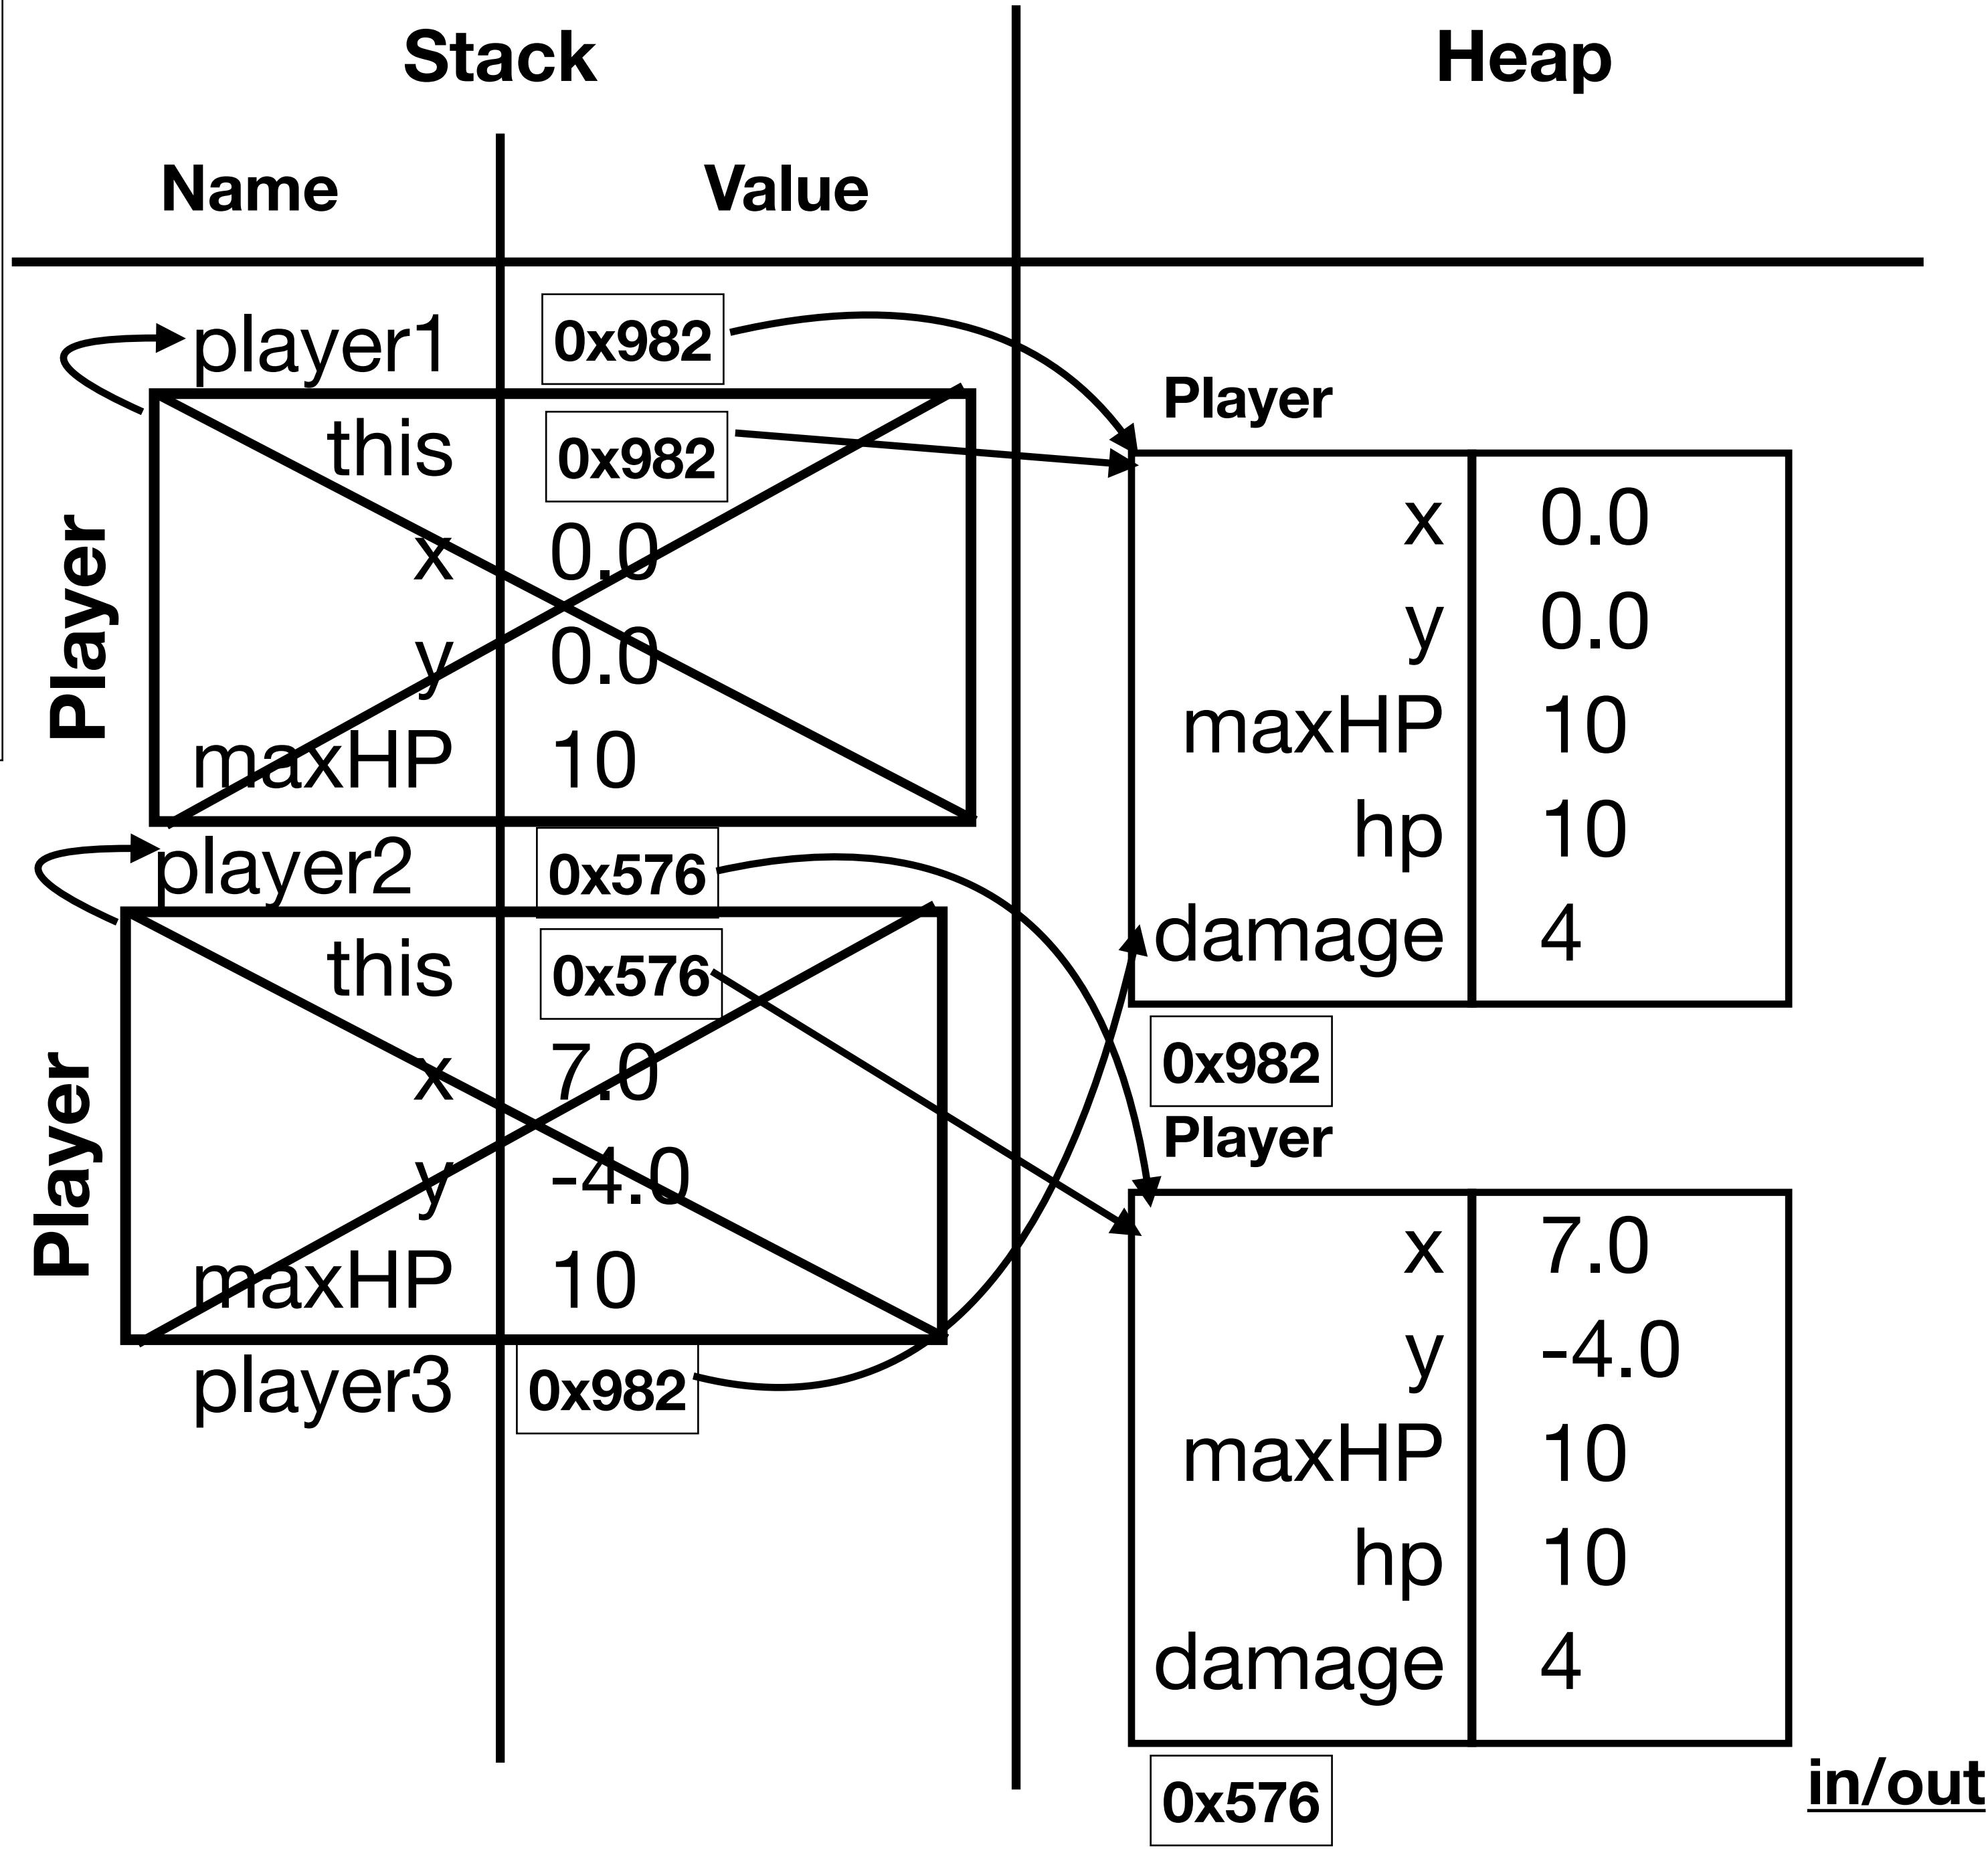 Stack
Heap
Name
Value
player1 0x982
this 0x982
x 0.0
y 0.0
maxHP 10
Player
player2 0x576
this 0x576
x 7.0
y -4.0
maxHP 10
Player
player3 0x982
Player
x 0.0
y 0.0
maxHP 10
hp 10
damage 4
0x982
Player
x 7.0
y -4.0
maxHP 10
hp 10
damage 4
0x576
in/out